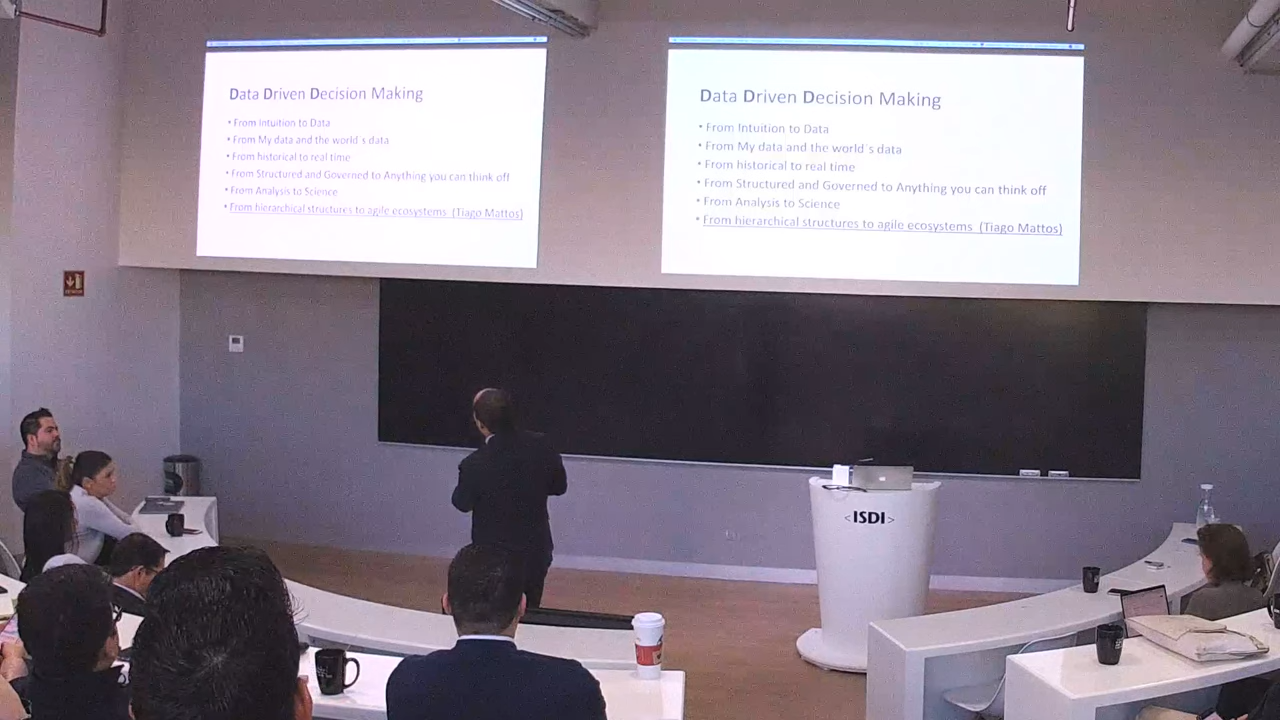 Data Driven Decision Making
• From Intuition to Data
• From My data and the world´s data
• From historical to real time
• From Structured and Governed to Anything you can think off
• From Analysis to Science
• From hierarchical structures to agile ecosystems (Tiago Mattos)
Data Driven Decision Making
• From Intuition to Data
• From My data and the world´s data
• From historical to real time
• From Structured and Governed to Anything you can think off
• From Analysis to Science
• From hierarchical structures to agile ecosystems (Tiago Mattos)
<ISDI>